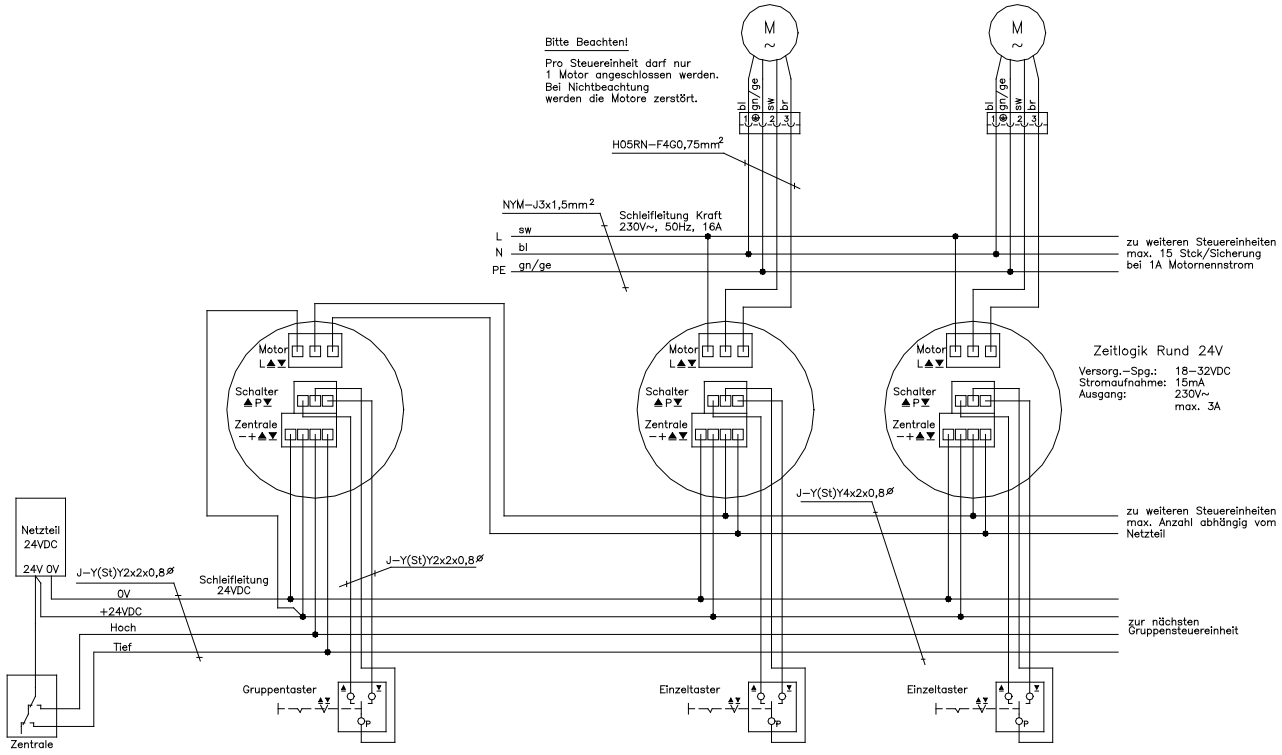 M
~
M
~
Bitte Beachten!
Pro Steuereinheit darf nur
1 Motor angeschlossen werden.
Bei Nichtbeachtung
werden die Motore zerstört.
bl
gn/ge
sw
br
1 2 3
bl
gn/ge
sw
br
1 2 3
H05RN-F4G0,75mm²
NYM-J3x1,5mm²
Schleifleitung Kraft
230V~, 50Hz, 16A
L sw
N bl
PE gn/ge
zu weiteren Steuereinheiten
max. 15 Stck/Sicherung
bei 1A Motornennstrom
Motor
L▲▼
Schalter
▲P▼
Zentrale
-+▲▼
Motor
L▲▼
Schalter
▲P▼
Zentrale
-+▲▼
Motor
L▲▼
Schalter
▲P▼
Zentrale
-+▲▼
Zeitlogik Rund 24V
Versorg.-Spg.: 18-32VDC
Stromaufnahme: 15mA
Ausgang: 230V~
max. 3A
J-Y(St)Y4x2x0,8ø
zu weiteren Steuereinheiten
max. Anzahl abhängig vom
Netzteil
Netzteil
24VDC
24V 0V
J-Y(St)Y2x2x0,8ø
Schleifleitung
24VDC
J-Y(St)Y2x2x0,8ø
0V
+24VDC
Hoch
Tief
zur nächsten
Gruppensteuereinheit
Gruppentaster
P
Einzeltaster
P
Einzeltaster
P
Zentrale